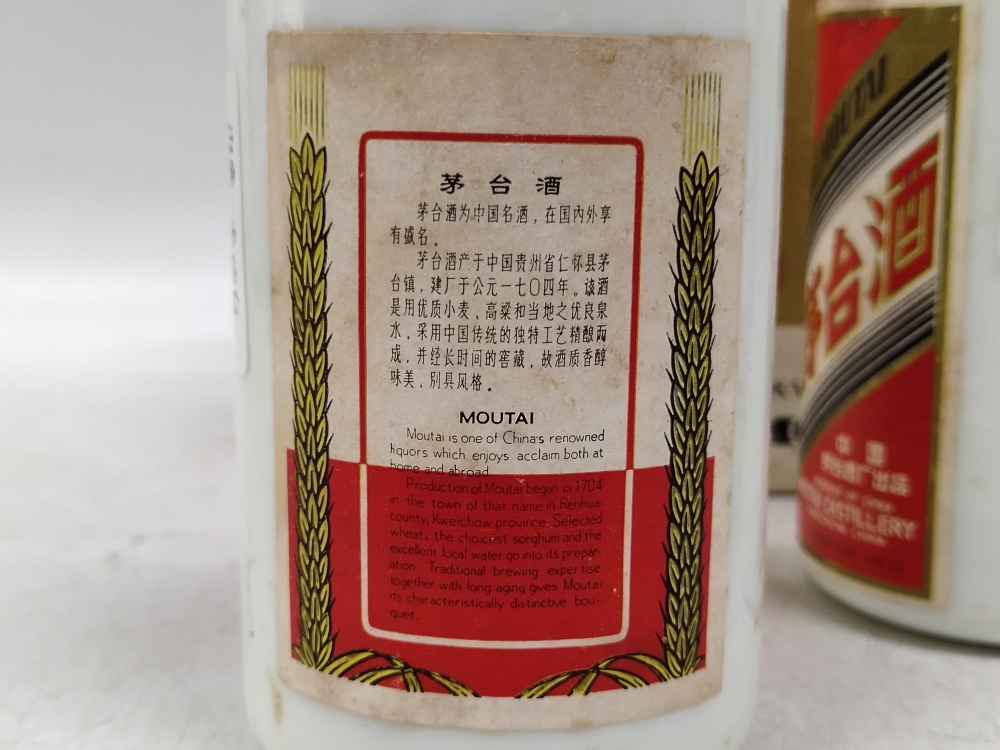 茅台酒
茅台酒为中国名酒，在国内外享
有盛名。
茅台酒产于中国贵州省仁怀县茅
台镇，建厂于公元一七〇四年。该酒
是用优质小麦、高粱和当地之优良泉
水，采用中国传统的独特工艺精酿而
成，并经长时间的窖藏，故酒质香醇
味美，别具风格。
MOUTAI
Moutai is one of China's renowned
liquors which enjoys acclaim both at
home and abroad
Production of Moutai began in 1704
in the town of that name in Renhuai
county, Kweichow province. Selected
wheat, the choicest sorghum and the
excellent local water go into its prepar-
ation. Traditional brewing expertise
together with long aging gives Moutai
its characteristically distinctive bou-
quet.
MOUTAI
茅台酒
中国
DISTILLERY